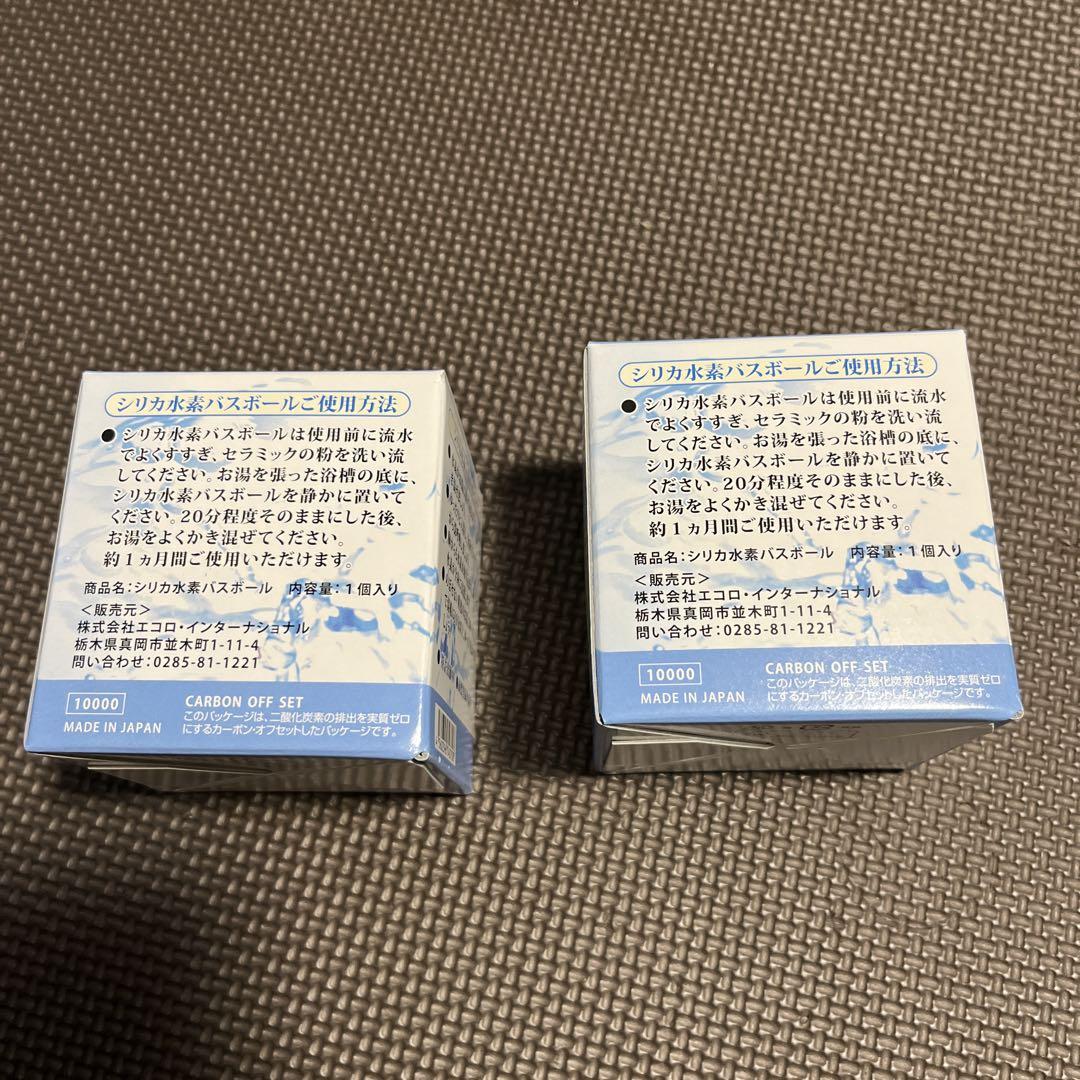 シリカ水素バスボールご使用方法
●シリカ水素バスボールは使用前に流水
でよくすすぎ、セラミックの粉を洗い流
してください。お湯を張った浴槽の底に、
シリカ水素バスボールを静かに置いて
ください。20分程度そのままにした後、
お湯をよくかき混ぜてください。
約1ヵ月間ご使用いただけます。
商品名:シリカ水素バスボール 内容量:1個入り
<販売元>
株式会社エコロ・インターナショナル
栃木県真岡市並木町1-11-4
問い合わせ:0285-81-1221
10000
MADE IN JAPAN
CARBON OFF SET
このパッケージは、二酸化炭素の排出を実質ゼロ
にするカーボン・オフセットしたパッケージです。
シリカ水素バスボールご使用方法
●シリカ水素バスボールは使用前に流水
でよくすすぎ、セラミックの粉を洗い流
してください。お湯を張った浴槽の底に、
シリカ水素バスボールを静かに置いて
ください。20分程度そのままにした後、
お湯をよくかき混ぜてください。
約1ヵ月間ご使用いただけます。
商品名:シリカ水素バスボール 内容量:1個入り
<販売元>
株式会社エコロ・インターナショナル
栃木県真岡市並木町1-11-4
問い合わせ:0285-81-1221
10000
MADE IN JAPAN
CARBON OFF SET
このパッケージは、二酸化炭素の排出を実質ゼロ
にするカーボン・オフセットしたパッケージです。